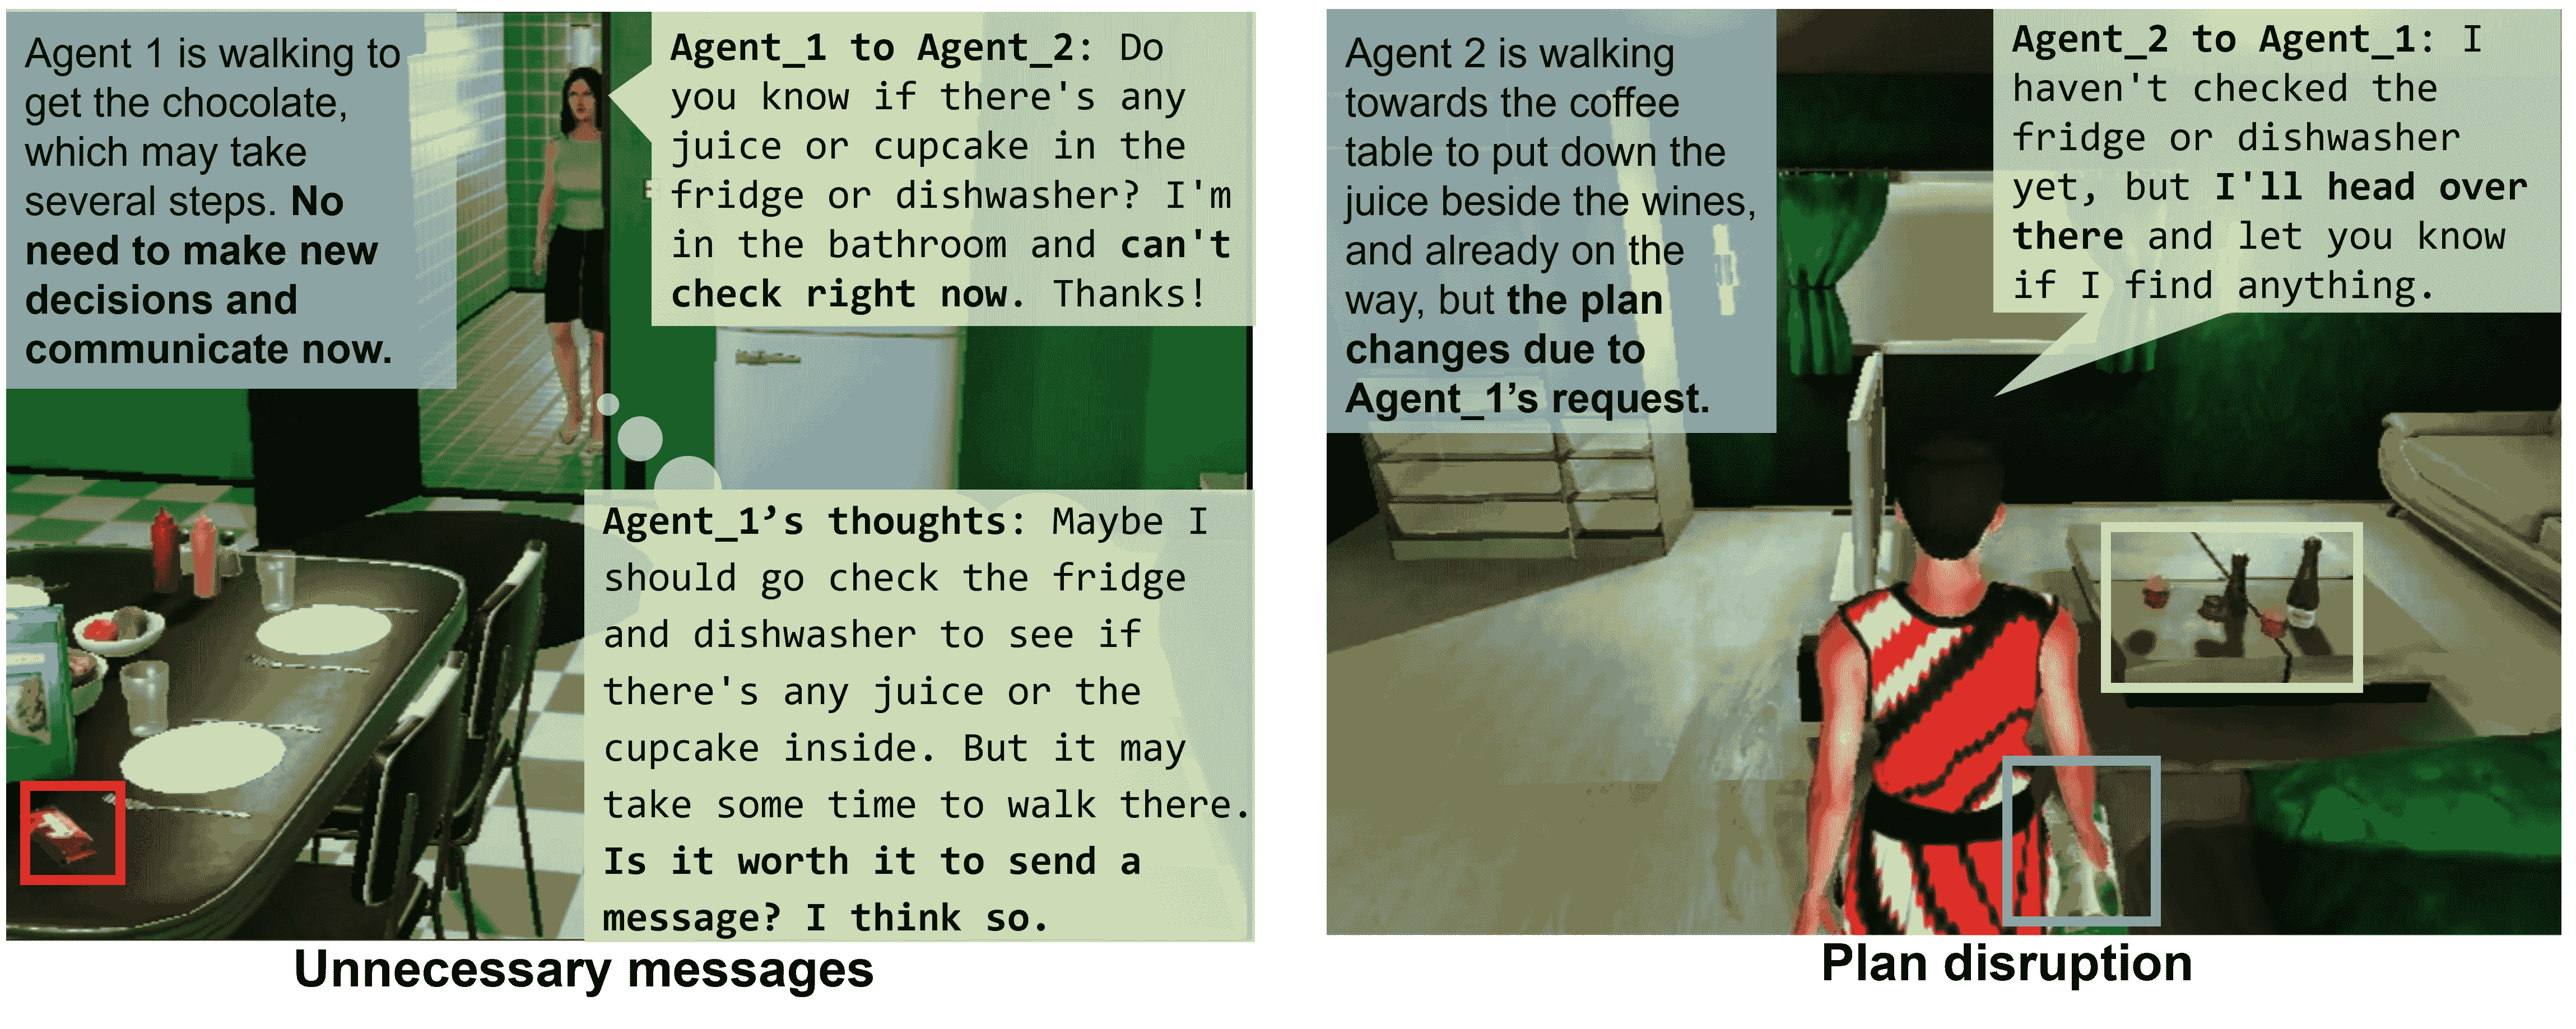 Agent 1 is walking to
get the chocolate,
which may take
several steps. No
need to make new
decisions and
communicate now.
Agent_1 to Agent_2: Do
you know if there's any
juice or cupcake in the
fridge or dishwasher? I'm
in the bathroom and can't
check right now. Thanks!
Agent_1’s thoughts: Maybe I
should go check the fridge
and dishwasher to see if
there's any juice or the
cupcake inside. But it may
take some time to walk there.
Is it worth it to send a
message? I think so.
Unnecessary messages
Agent 2 is walking
towards the coffee
table to put down the
juice beside the wines,
and already on the
way, but the plan
changes due to
Agent_1’s request.
Agent_2 to Agent_1: I
haven't checked the
fridge or dishwasher
yet, but I'll head over
there and let you know
if I find anything.
Plan disruption